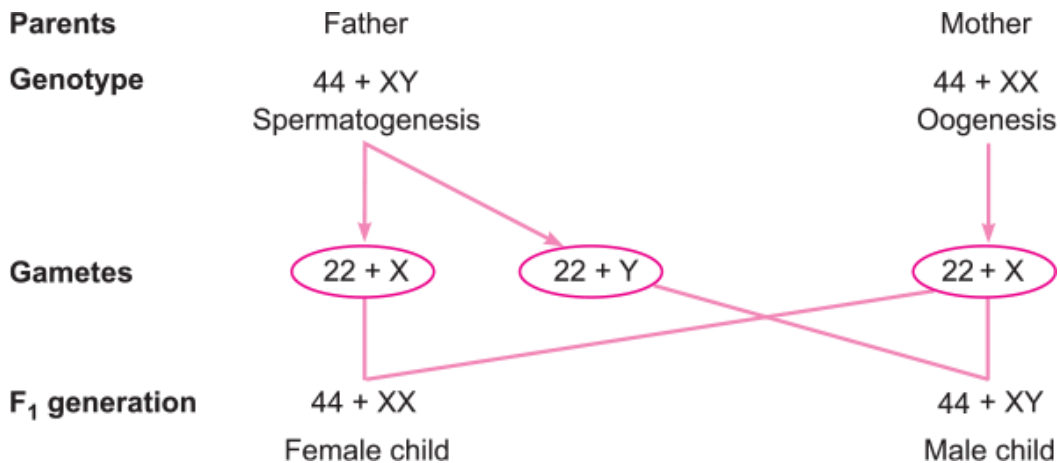 Parents Father Mother
Genotype 44 + XY 44 + XX
Spermatogenesis Oogenesis
Gametes 22 + X 22 + Y 22 + X
F₁ generation 44 + XX 44 + XY
Female child Male child